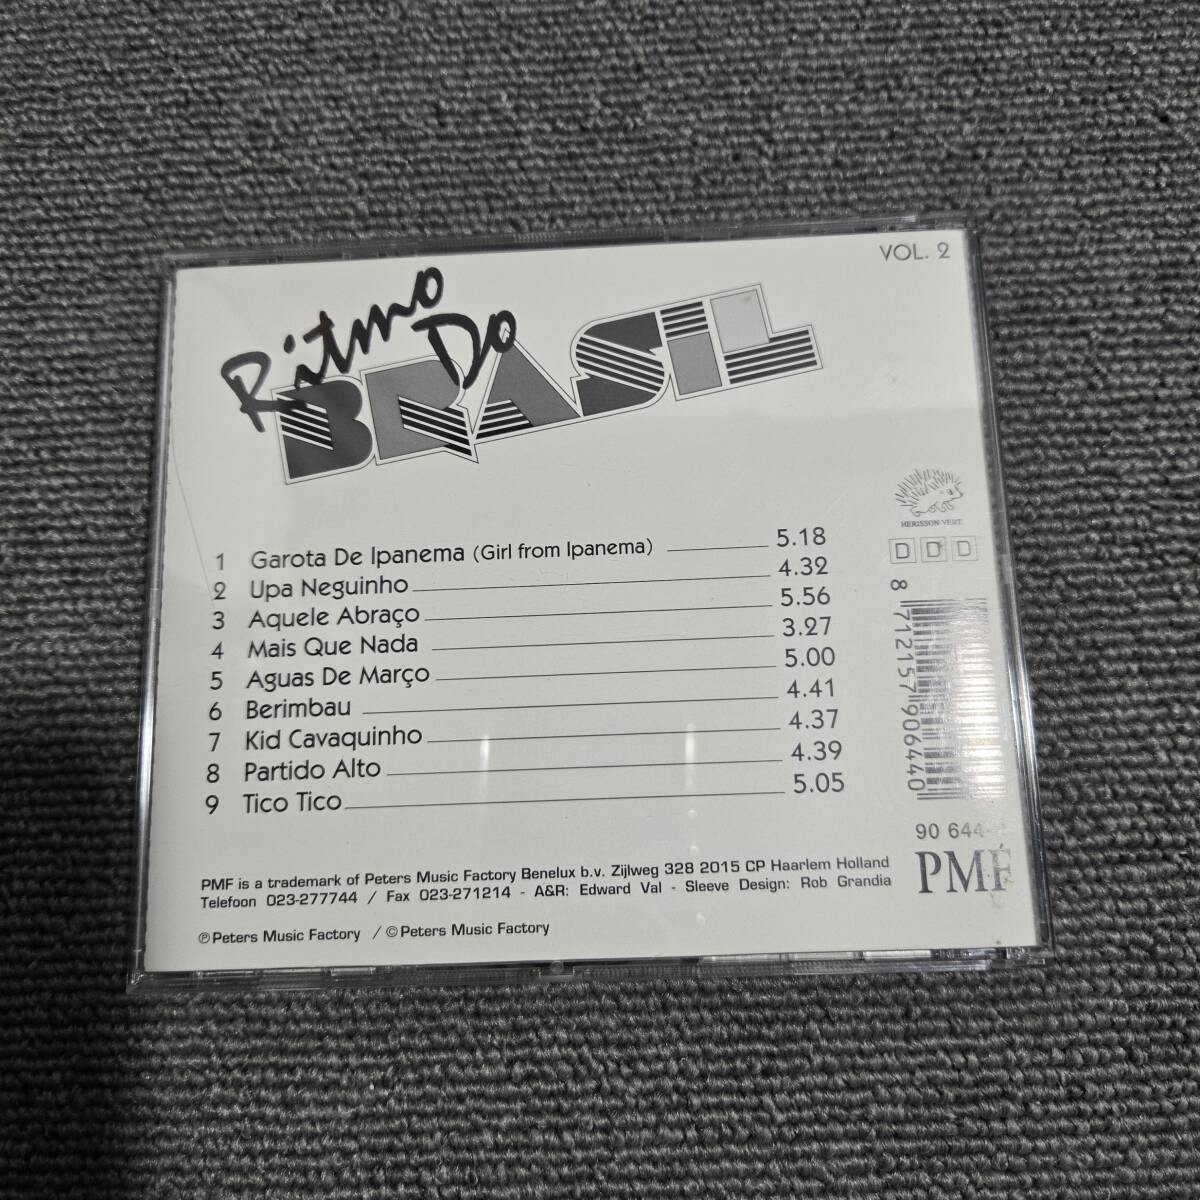 VOL. 2
Ritmo
Do
BRASIL
HERISSON VERT
D D D
1 Garota De Ipanema (Girl from Ipanema) 5.18
2 Upa Neguinho 4.32
3 Aquele Abraço 5.56
4 Mais Que Nada 3.27
5 Aguas De Março 5.00
6 Berimbau 4.41
7 Kid Cavaquinho 4.37
8 Partido Alto 4.39
9 Tico Tico 5.05
8 712157 906440
90 644-
PMF
PMF is a trademark of Peters Music Factory Benelux b.v. Zijlweg 328 2015 CP Haarlem Holland
Telefoon 023-277744 / Fax 023-271214 - A&R: Edward Val - Sleeve Design: Rob Grandia
℗ Peters Music Factory / © Peters Music Factory